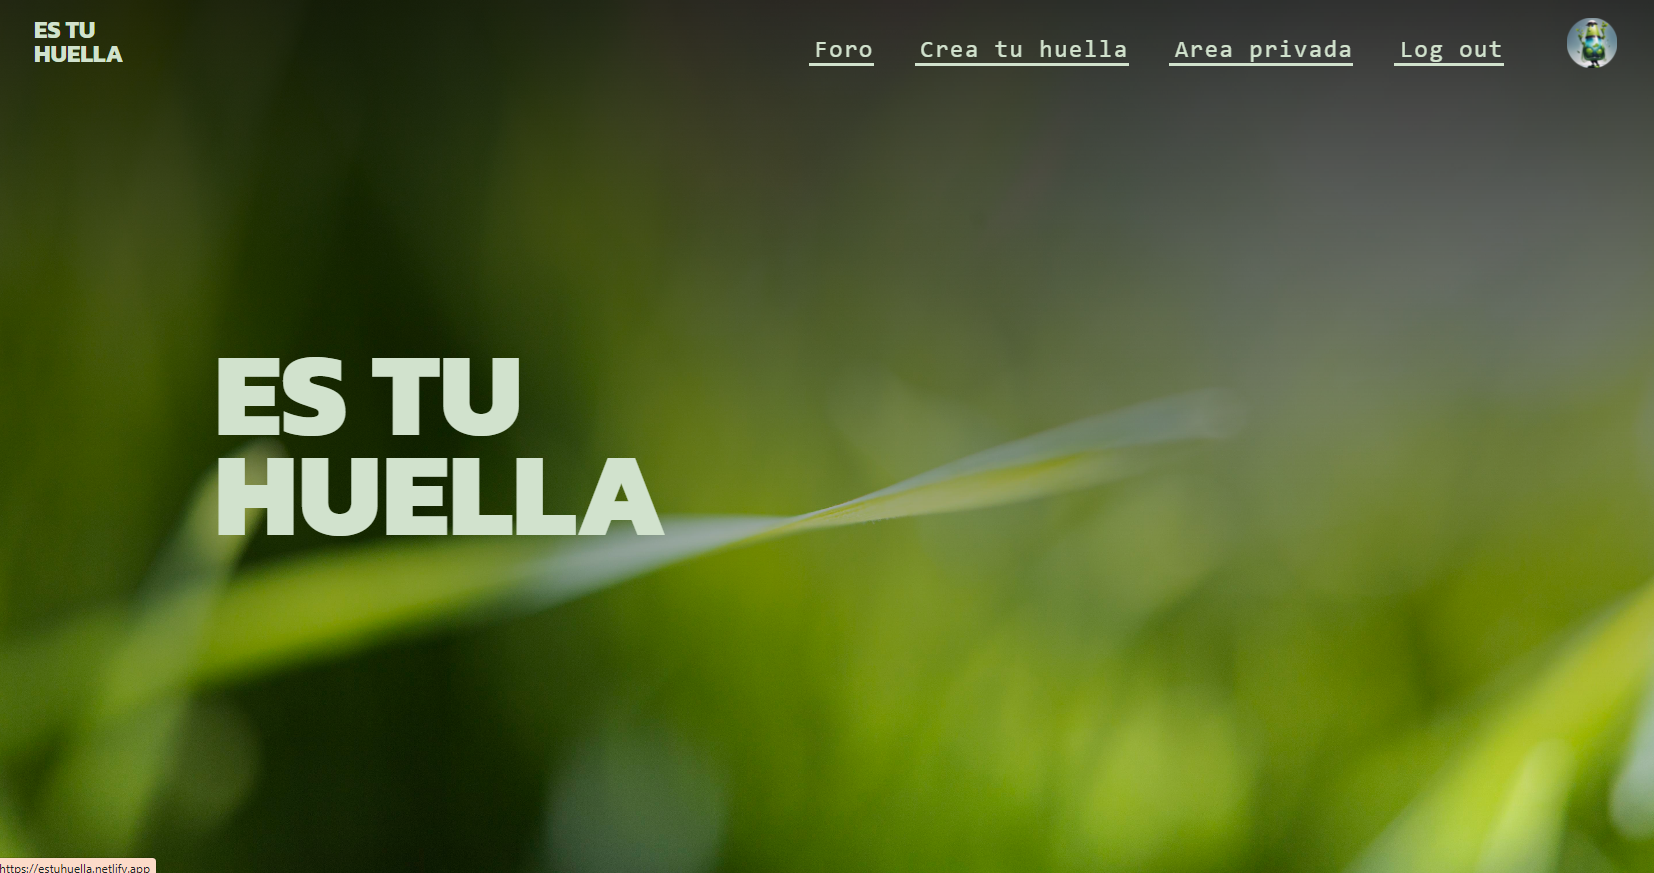 ES TU
HUELLA
Foro
Crea tu huella
Area privada
Log out
ES TU
HUELLA
https://estuhuella.netlify.app